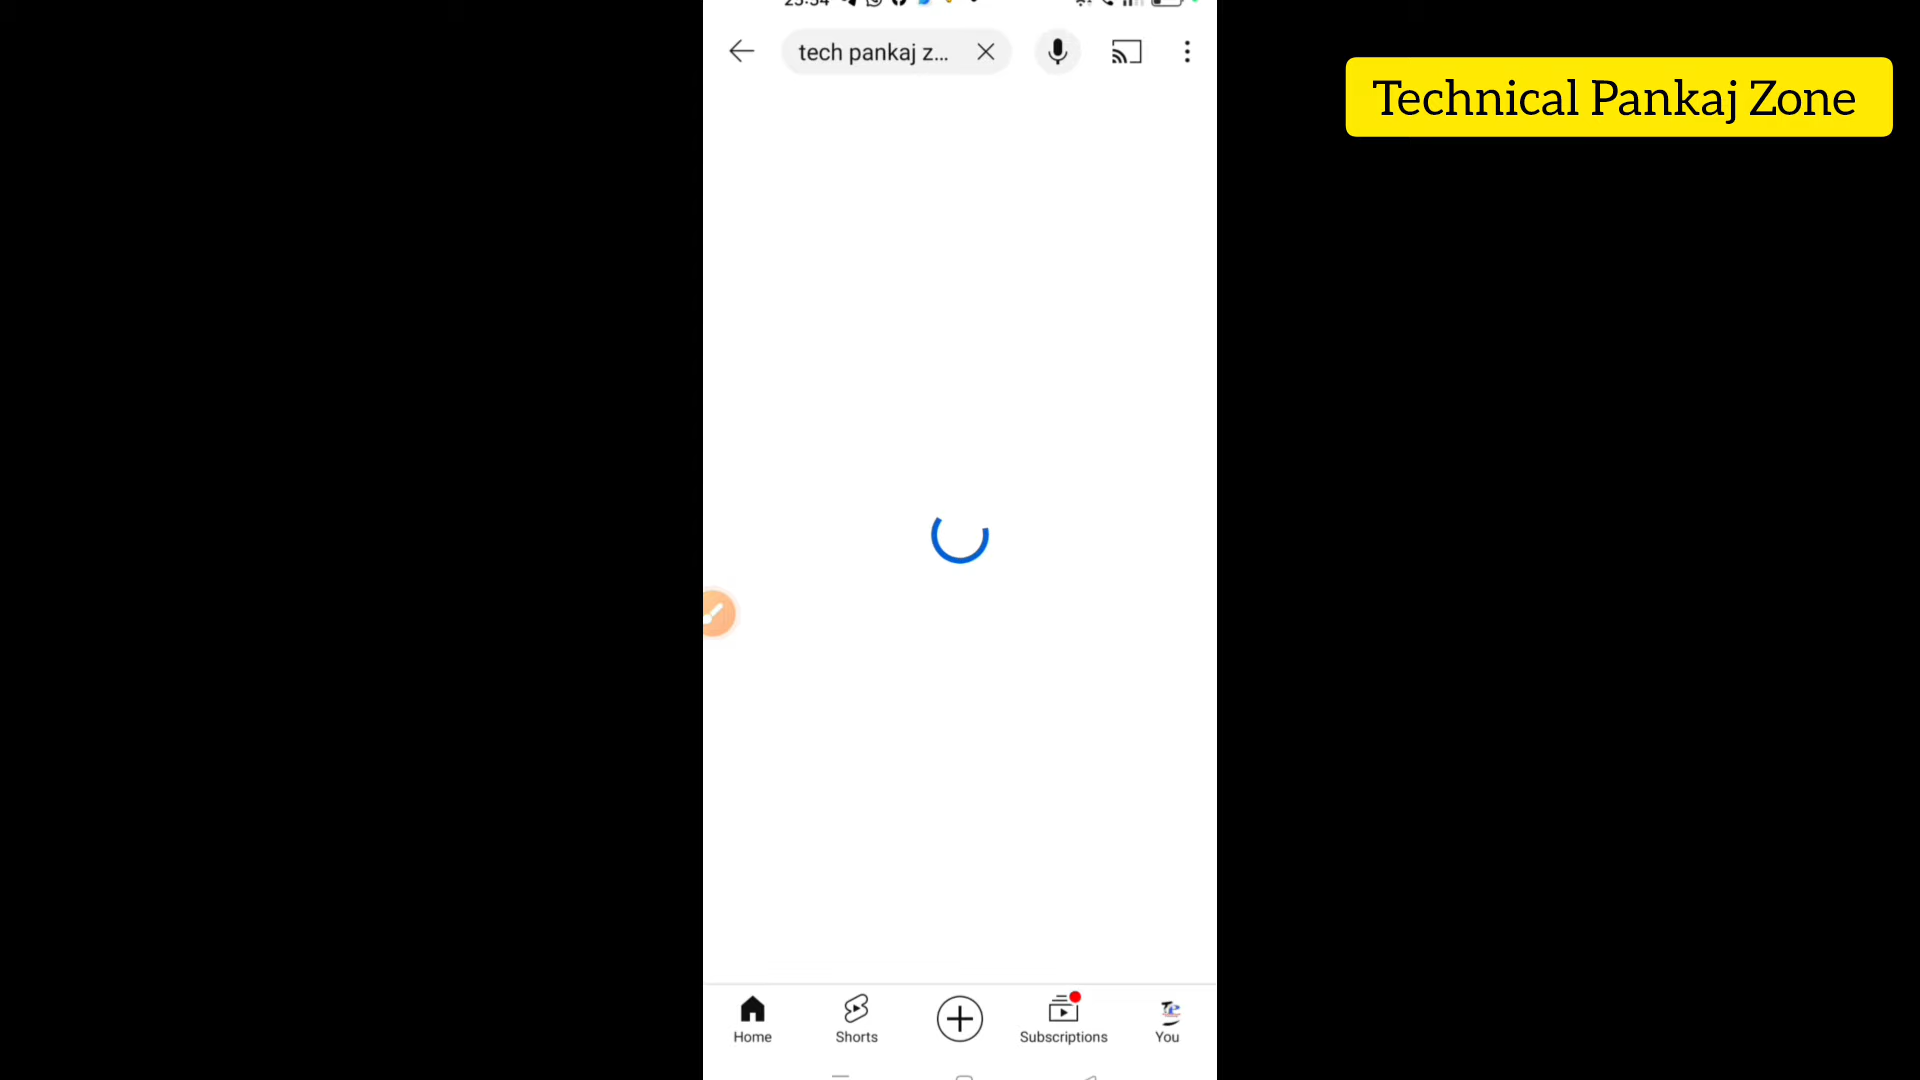 tech pankaj z...
Technical Pankaj Zone
Home
Shorts
Subscriptions
You